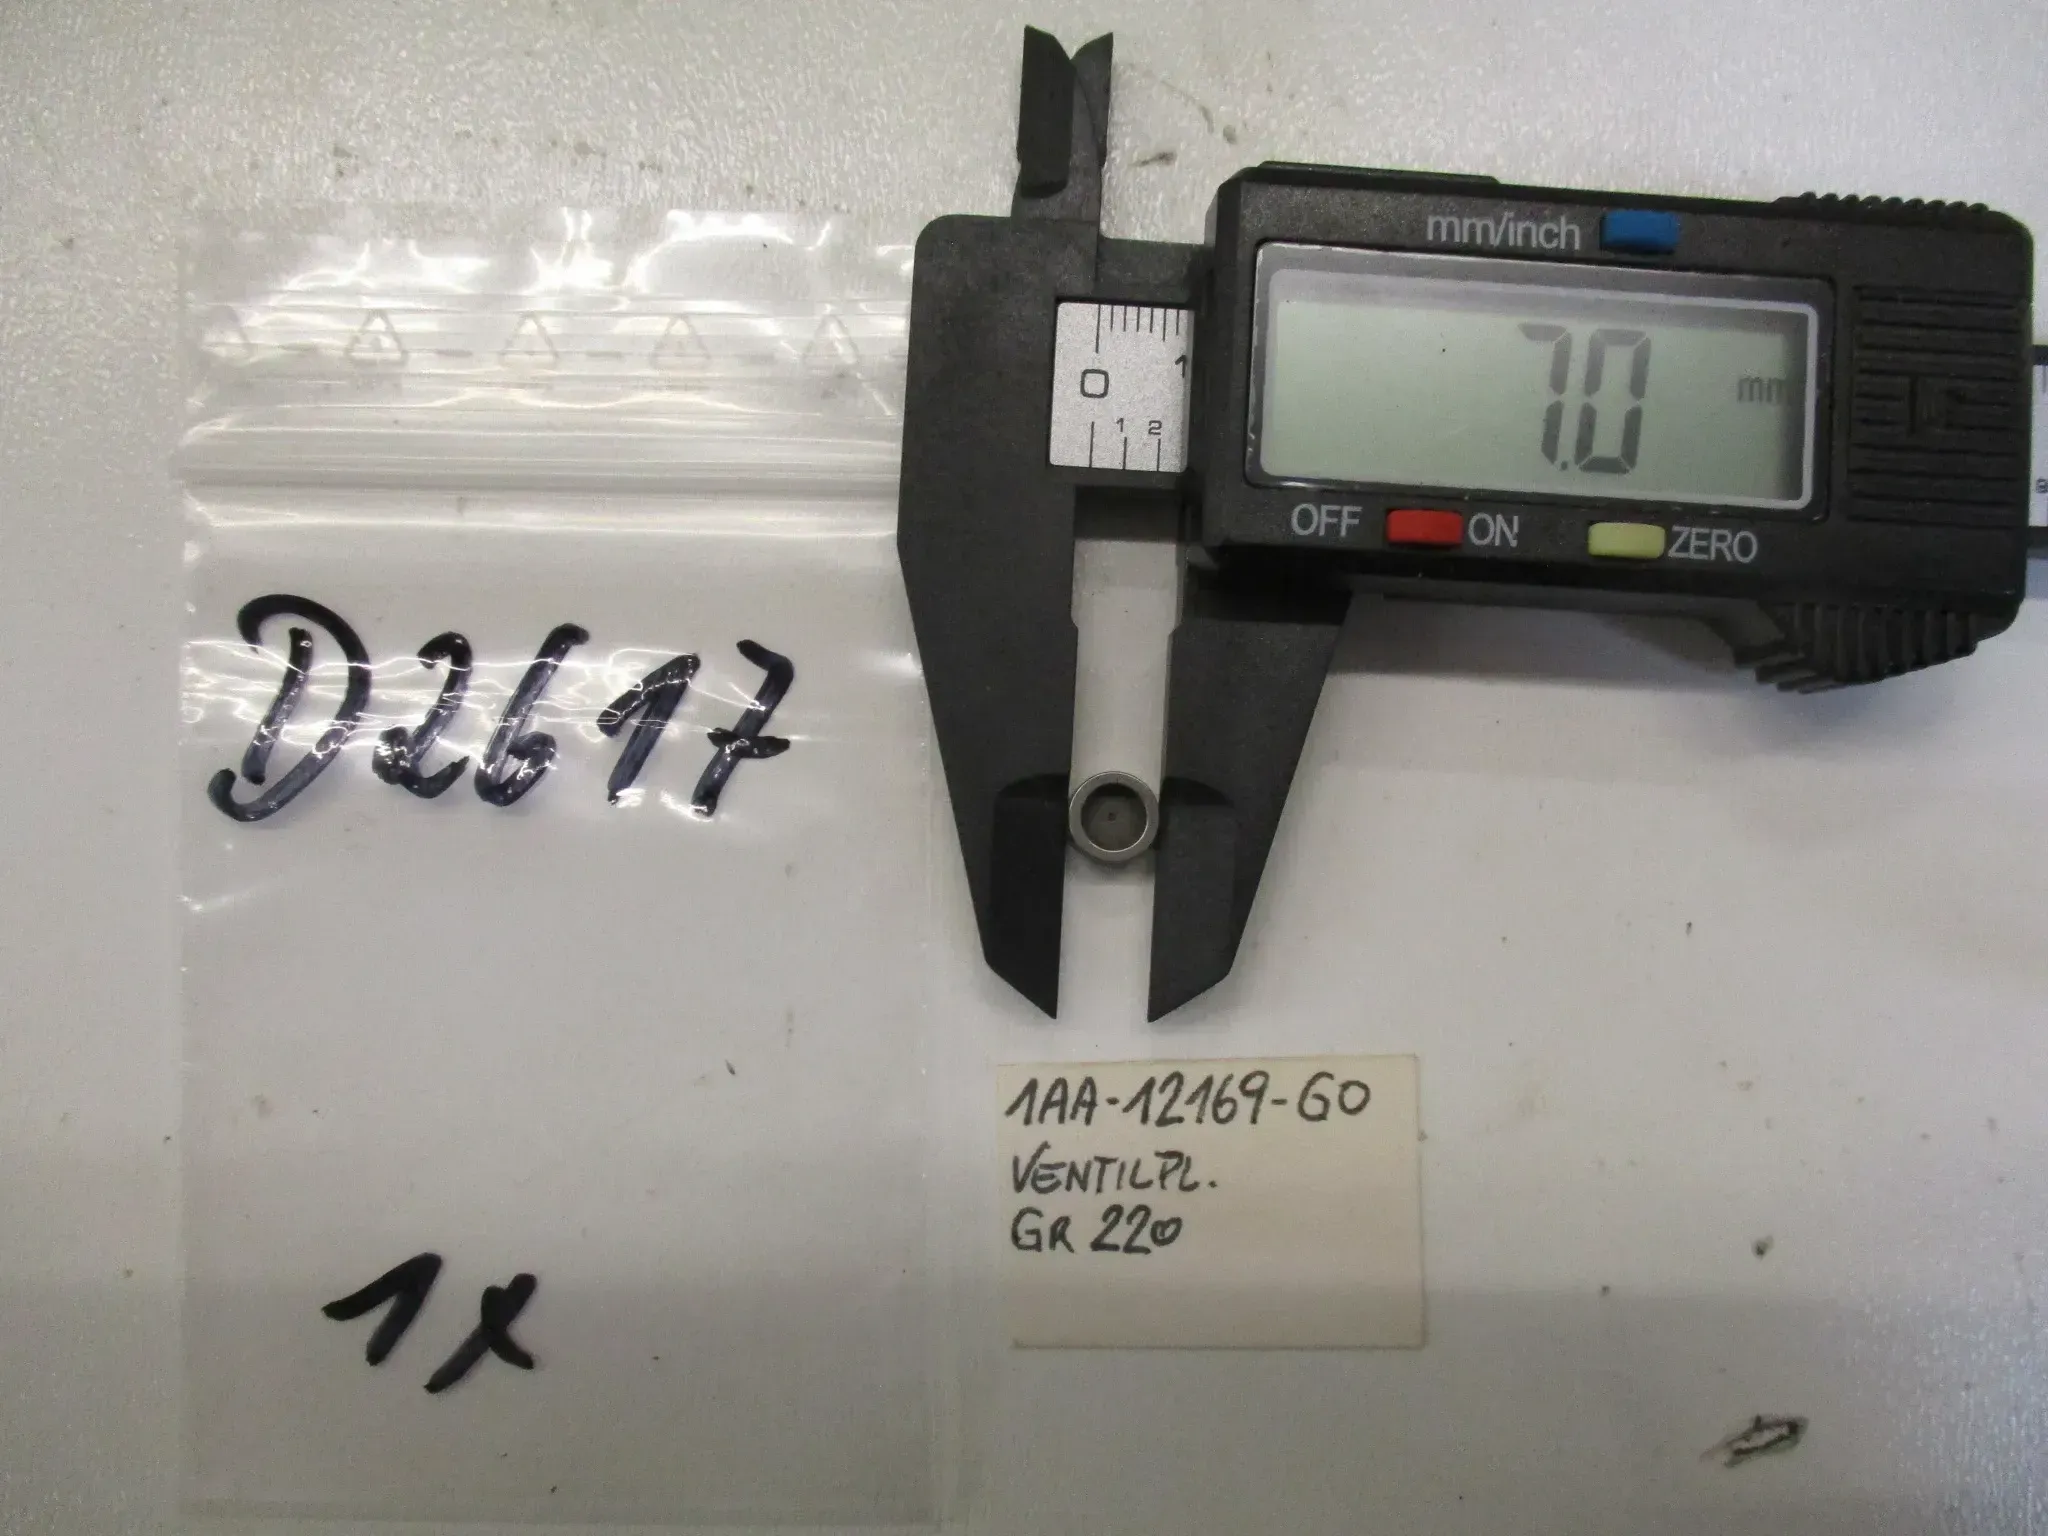 mm/inch
7.0 mm
0 1
1 2
OFF ON ZERO
D2617
1x
1AA-12169-G0
VENTILPL.
GR 220